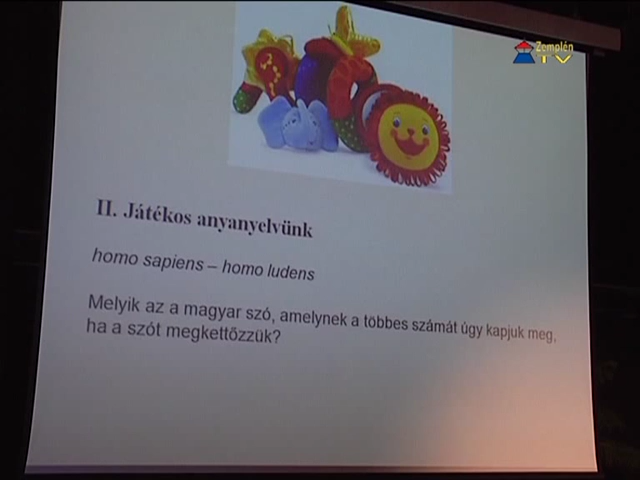 Zemplén
TV
II. Játékos anyanyelvünk
homo sapiens – homo ludens
Melyik az a magyar szó, amelynek a többes számát úgy kapjuk meg,
ha a szót megkettőzzük?